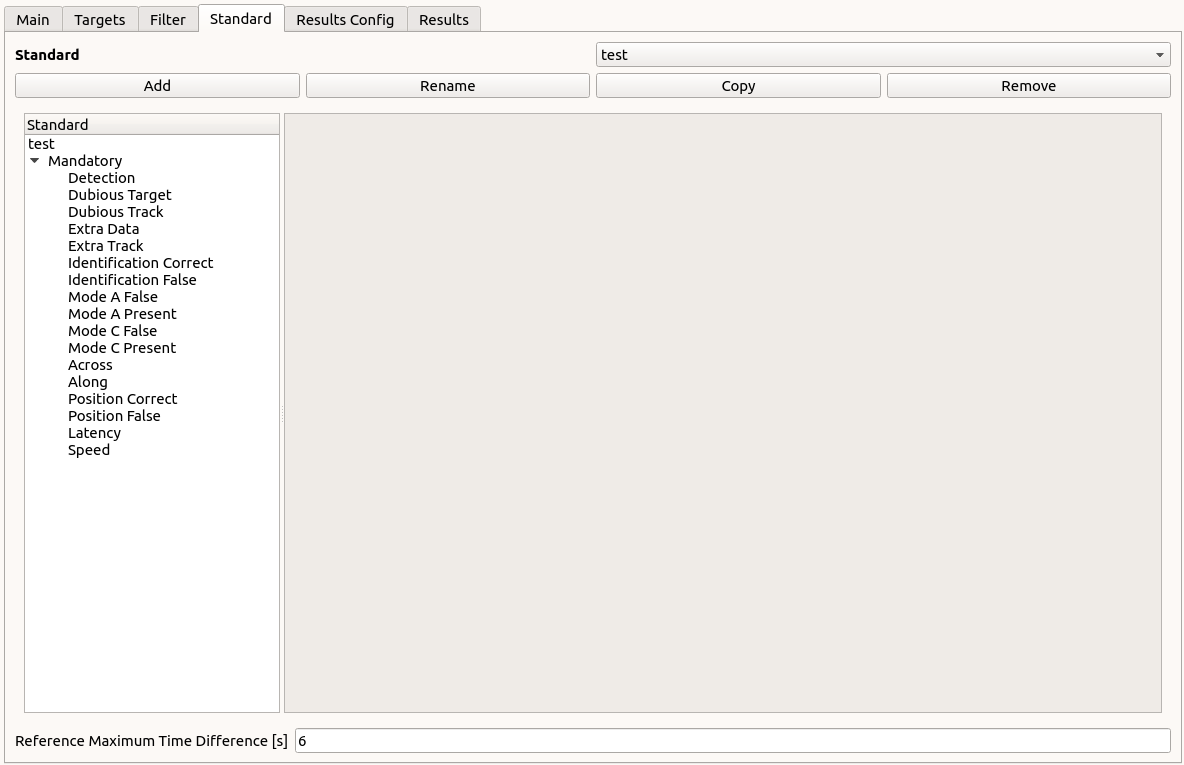 Main Targets Filter Standard Results Config Results
Standard test
Add Rename Copy Remove
Standard
test
Mandatory
Detection
Dubious Target
Dubious Track
Extra Data
Extra Track
Identification Correct
Identification False
Mode A False
Mode A Present
Mode C False
Mode C Present
Across
Along
Position Correct
Position False
Latency
Speed
Reference Maximum Time Difference [s] 6